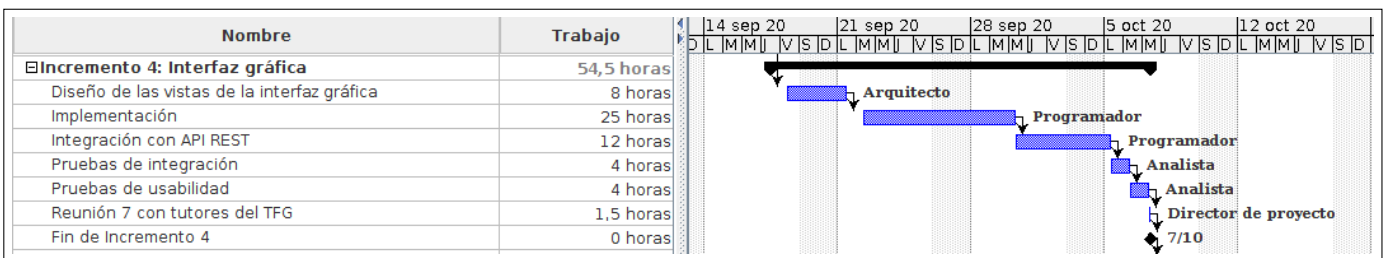 Nombre Trabajo
14 sep 20 21 sep 20 28 sep 20 5 oct 20 12 oct 20
D L M M J V S D L M M J V S D L M M J V S D L M M J V S D L M M J V S D
Incremento 4: Interfaz gráfica 54,5 horas
Diseño de las vistas de la interfaz gráfica 8 horas Arquitecto
Implementación 25 horas Programador
Integración con API REST 12 horas Programador
Pruebas de integración 4 horas Analista
Pruebas de usabilidad 4 horas Analista
Reunión 7 con tutores del TFG 1,5 horas Director de proyecto
Fin de Incremento 4 0 horas 7/10